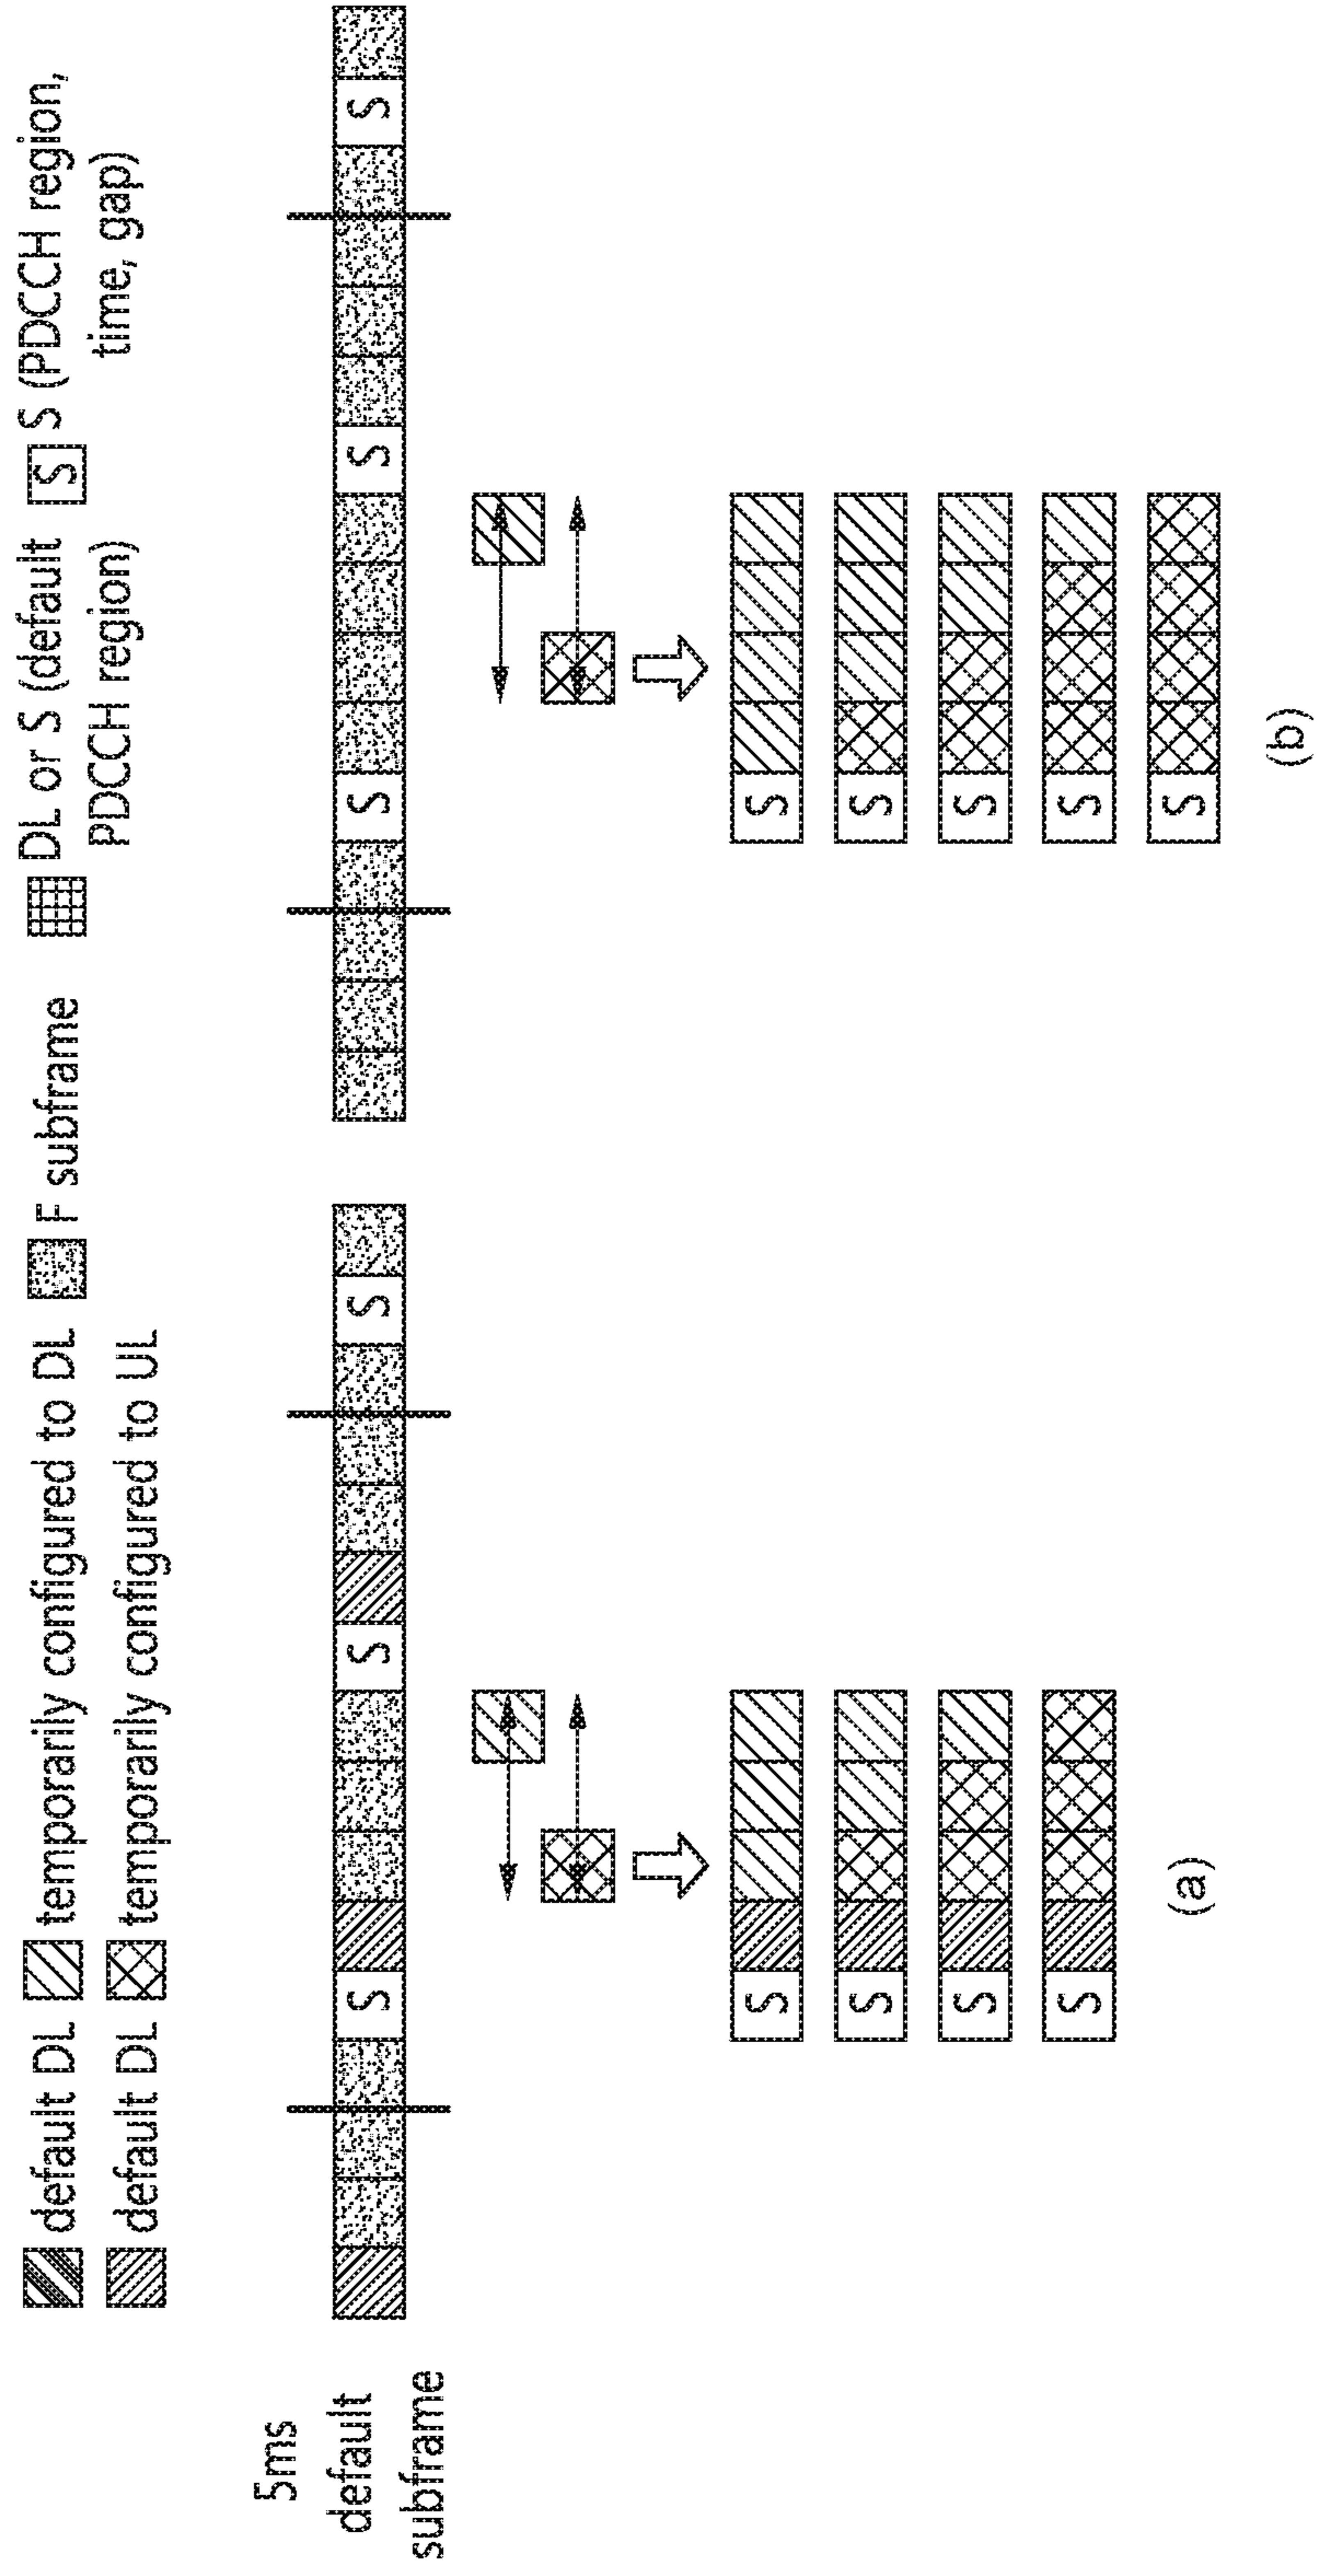 default DL temporarily configured to DL F subframe DL or S (default S S (PDCCH region,
default DL temporarily configured to UL PDCCH region) time, gap)
5ms
default
subframe
S S S S S S
S S
S S
S S
S S
(a) S
(b)